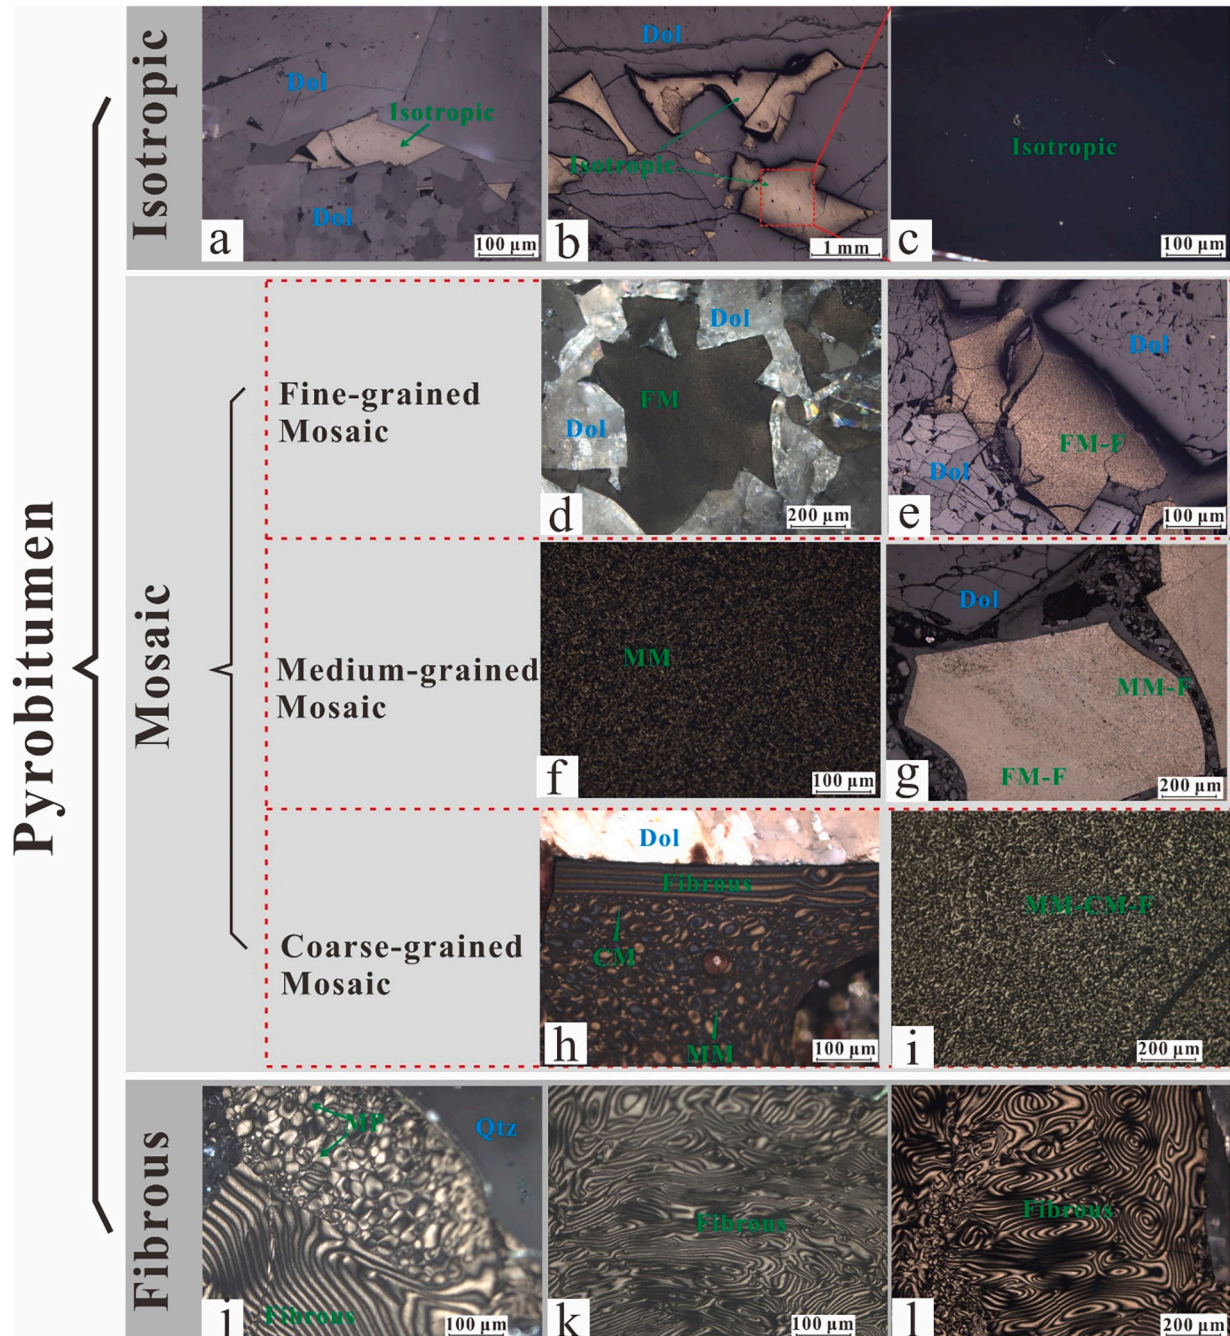 Pyrobitumen
Isotropic
Dol
Isotropic
Dol
a
100 μm
Dol
Isotropic
b
1 mm
Isotropic
c
100 μm
Mosaic
Fine-grained
Mosaic
Dol
FM
Dol
d
200 μm
Dol
FM-F
Dol
e
100 μm
Medium-grained
Mosaic
MM
f
100 μm
Dol
MM-F
FM-F
g
200 μm
Coarse-grained
Mosaic
Dol
Fibrous
CM
MM
h
100 μm
MM-CM-F
i
200 μm
Fibrous
MP
Qtz
Fibrous
j
100 μm
Fibrous
k
100 μm
Fibrous
l
200 μm